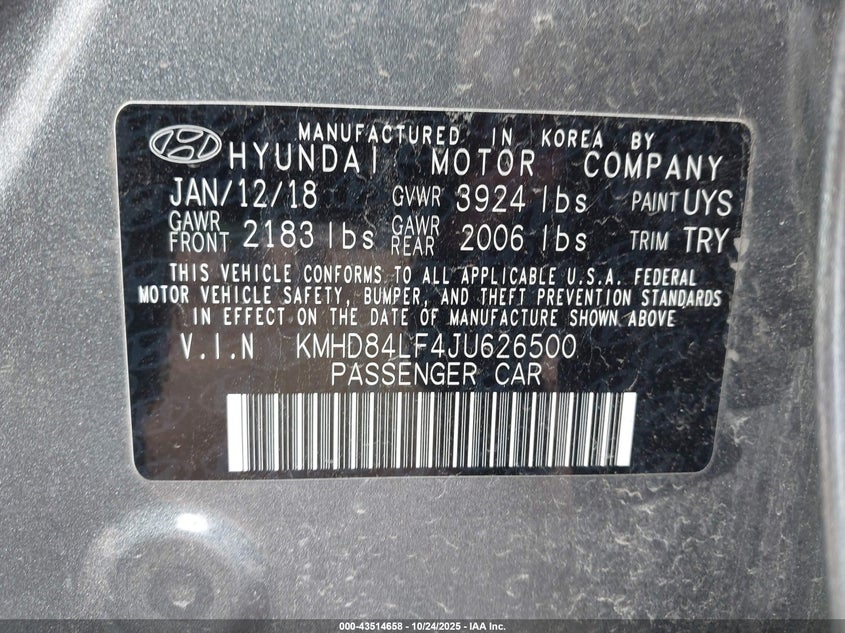 MANUFACTURED IN KOREA BY
HYUNDAI MOTOR COMPANY
JAN/12/18 GVWR 3924 lbs PAINT UYS
GAWR FRONT 2183 lbs GAWR REAR 2006 lbs TRIM TRY
THIS VEHICLE CONFORMS TO ALL APPLICABLE U.S.A. FEDERAL
MOTOR VEHICLE SAFETY, BUMPER, AND THEFT PREVENTION STANDARDS
IN EFFECT ON THE DATE OF MANUFACTURE SHOWN ABOVE
V.I.N KMHD84LF4JU626500
PASSENGER CAR
000-43514658 - 10/24/2025 - IAA Inc.